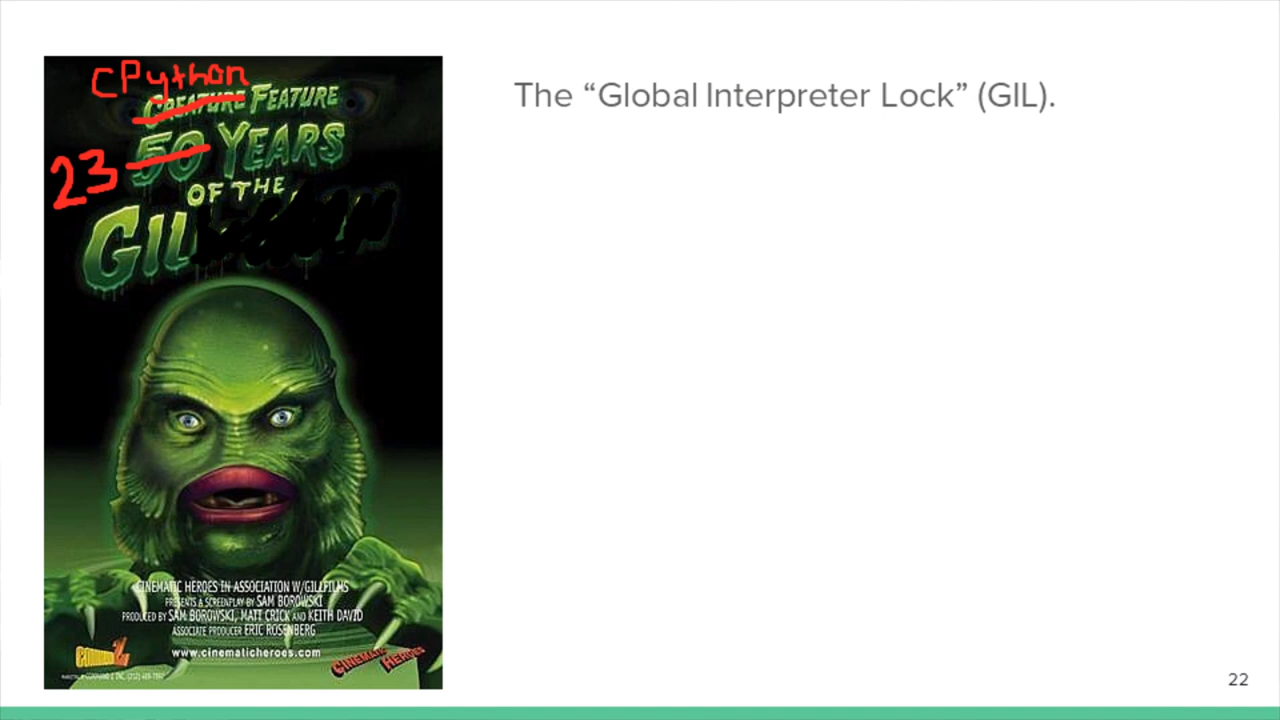 CPython
CREATURE FEATURE
23 50 YEARS
OF THE
GIL
CINEMATIC HEROES IN ASSOCIATION W/GILLFILMS
PRESENTS A SCREENPLAY BY SAM BOROWSKI
PRODUCED BY SAM BOROWSKI, MATT CRICK AND KEITH DAVID
ASSOCIATE PRODUCER ERIC ROSENBERG
www.cinematicheroes.com
CINEMATIC HEROES
The “Global Interpreter Lock” (GIL).
22